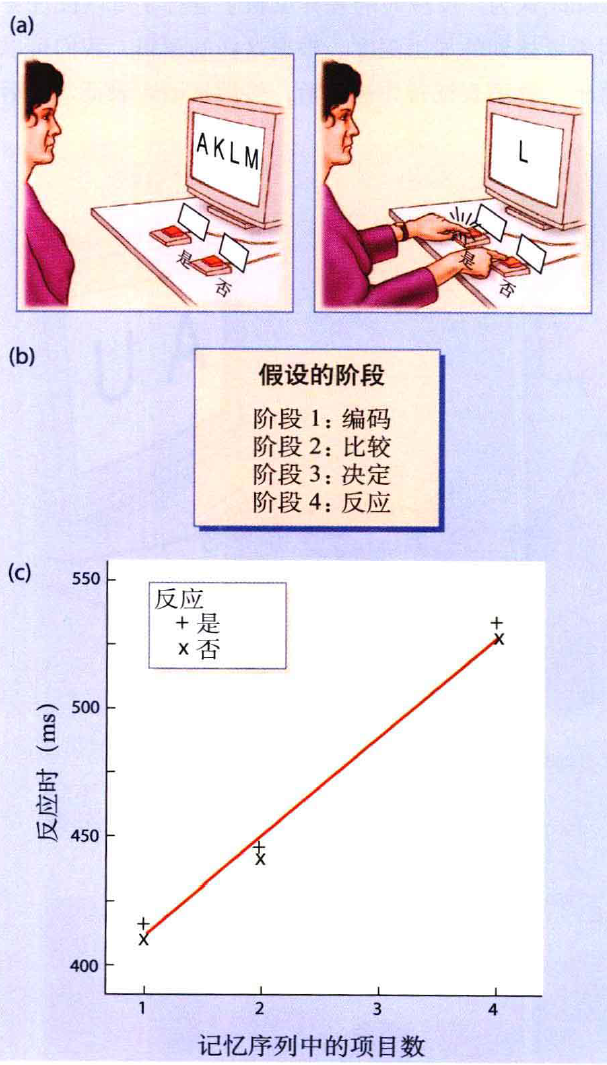 (a)
AKLM
是
否
L
是
否
(b)
假设的阶段
阶段 1：编码
阶段 2：比较
阶段 3：决定
阶段 4：反应
(c)
550
反应
+ 是
x 否
500
反应时（ms）
450
400
1 2 3 4
记忆序列中的项目数